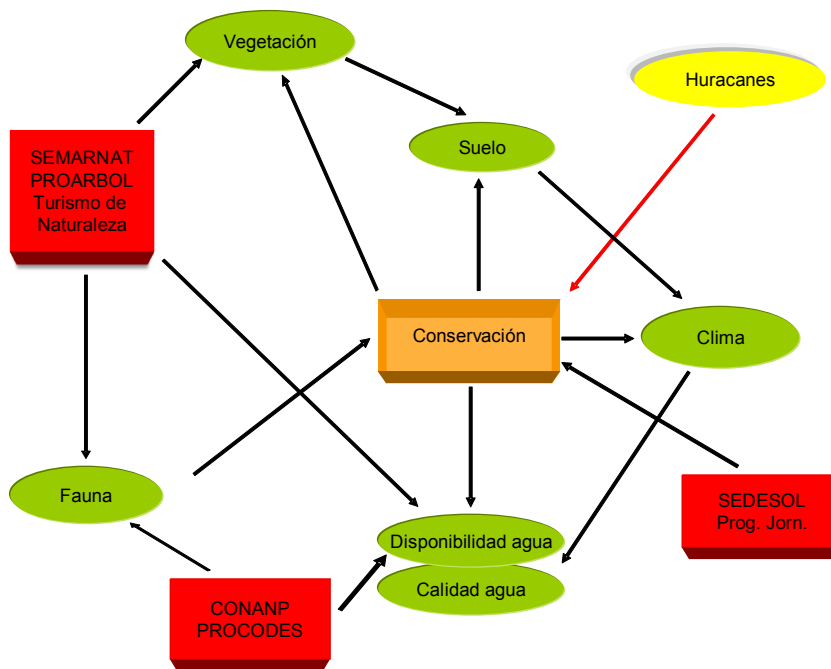 Vegetación
Huracanes
Suelo
SEMARNAT
PROARBOL
Turismo de
Naturaleza
Conservación
Clima
Fauna
SEDESOL
Prog. Jorn.
Disponibilidad agua
Calidad agua
CONANP
PROCODES